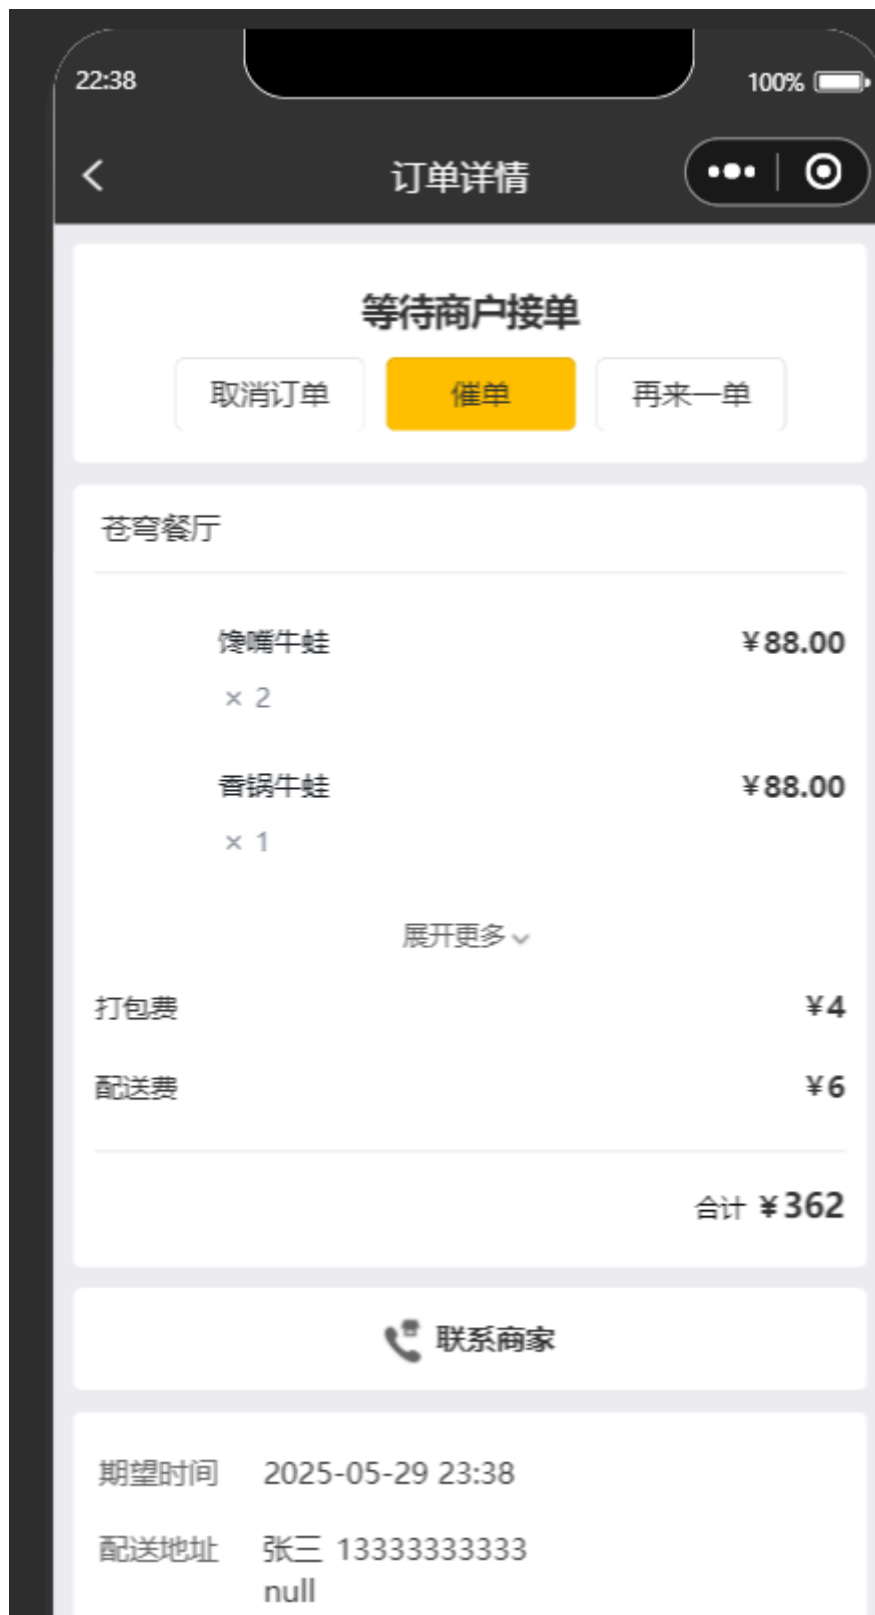 22:38
100%
订单详情
等待商户接单
取消订单 催单 再来一单
苍穹餐厅
馋嘴牛蛙 ¥88.00
× 2
香锅牛蛙 ¥88.00
× 1
展开更多
打包费 ¥4
配送费 ¥6
合计 ¥362
联系商家
期望时间 2025-05-29 23:38
配送地址 张三 13333333333
null